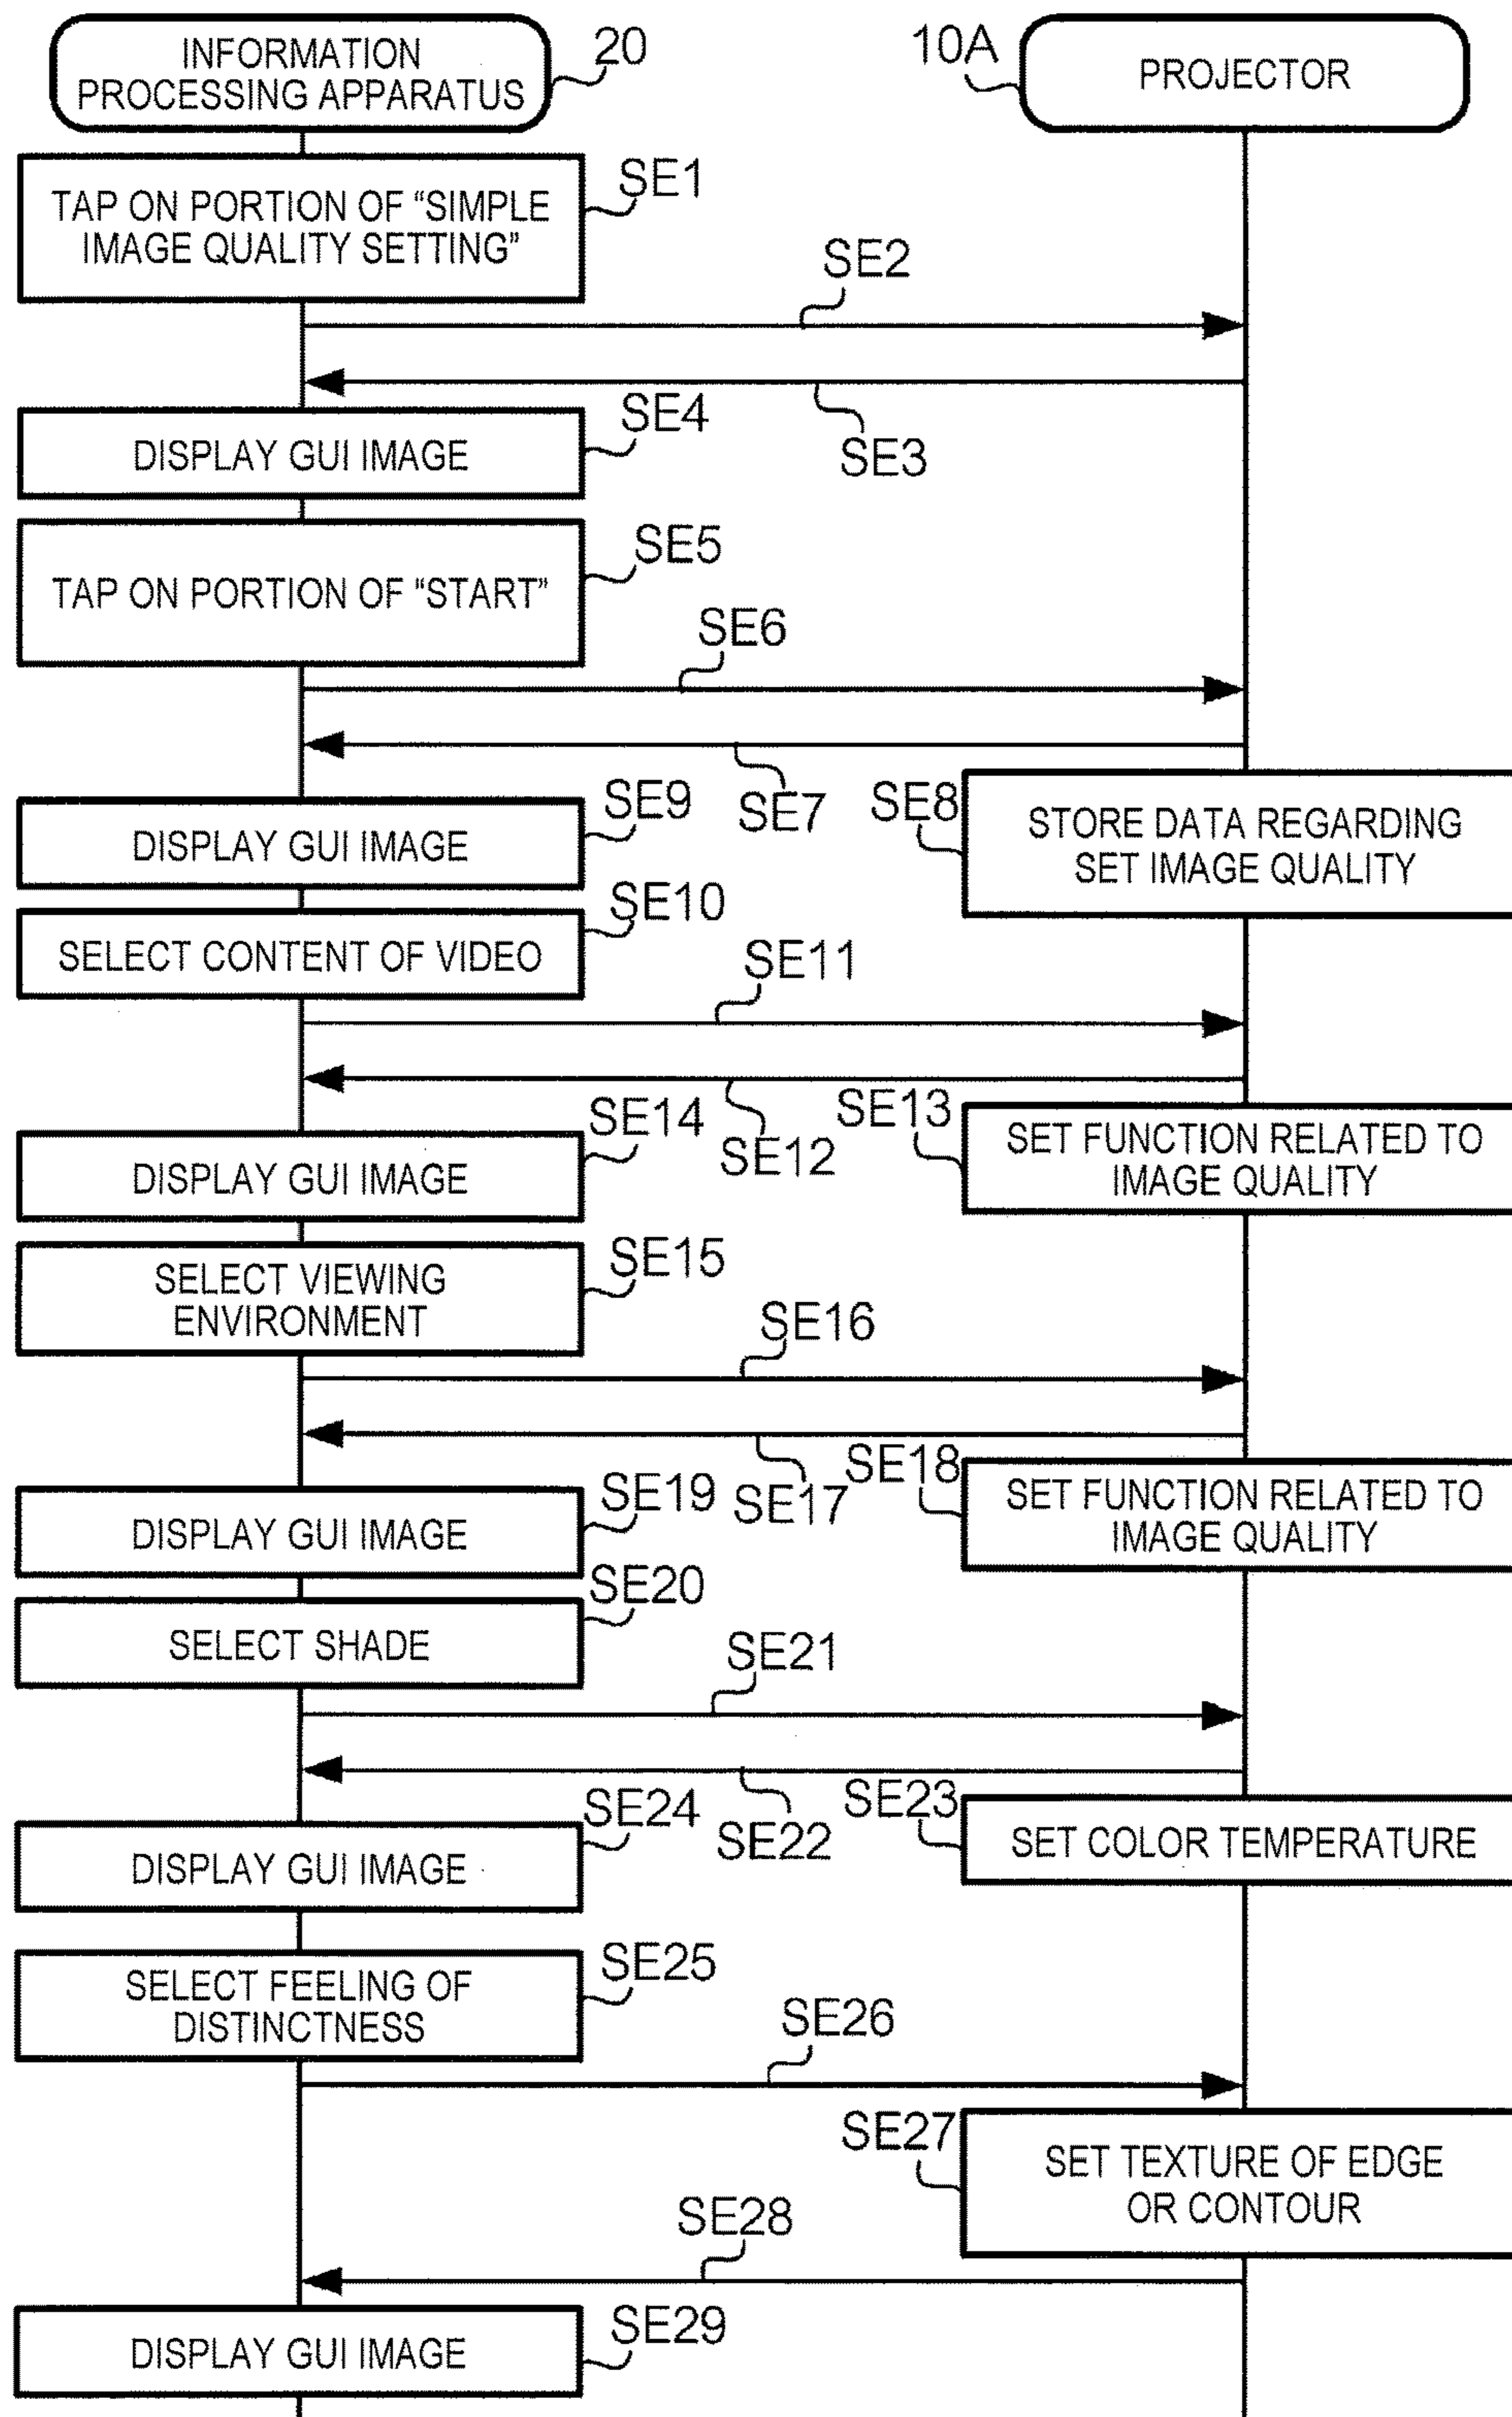 INFORMATION
PROCESSING APPARATUS
20
10A
PROJECTOR
TAP ON PORTION OF “SIMPLE
IMAGE QUALITY SETTING”
SE1
SE2
SE3
DISPLAY GUI IMAGE
SE4
TAP ON PORTION OF “START”
SE5
SE6
SE7
SE8
STORE DATA REGARDING
SET IMAGE QUALITY
DISPLAY GUI IMAGE
SE9
SELECT CONTENT OF VIDEO
SE10
SE11
SE12
SE13
SET FUNCTION RELATED TO
IMAGE QUALITY
DISPLAY GUI IMAGE
SE14
SELECT VIEWING
ENVIRONMENT
SE15
SE16
SE17
SE18
SET FUNCTION RELATED TO
IMAGE QUALITY
DISPLAY GUI IMAGE
SE19
SELECT SHADE
SE20
SE21
SE22
SE23
SET COLOR TEMPERATURE
DISPLAY GUI IMAGE
SE24
SELECT FEELING OF
DISTINCTNESS
SE25
SE26
SE27
SET TEXTURE OF EDGE
OR CONTOUR
SE28
DISPLAY GUI IMAGE
SE29